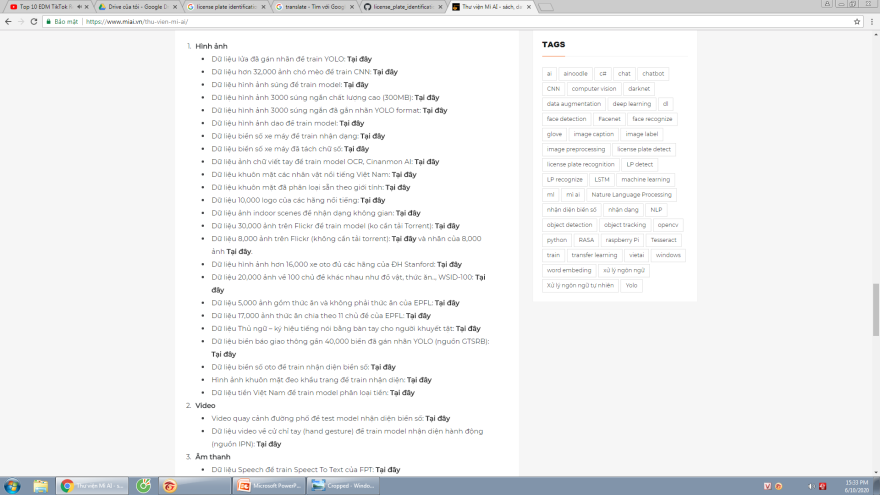 Top 10 EDM TikTok
Drive của tôi - Google D
license plate identification
translate - Tìm với Goog
license_plate_identificat
Thư viện Mì AI - sách, da
Bảo mật
https://www.miai.vn/thu-vien-mi-ai/
1. Hình ảnh
Dữ liệu lửa đã gán nhãn để train YOLO: Tại đây
Dữ liệu hơn 32,000 ảnh chó mèo để train CNN: Tại đây
Dữ liệu hình ảnh súng để train model: Tại đây
Dữ liệu hình ảnh 3000 súng ngắn chất lượng cao (300MB): Tại đây
Dữ liệu hình ảnh 3000 súng đã gán nhãn YOLO format: Tại đây
Dữ liệu hình ảnh dao để train model: Tại đây
Dữ liệu biển số xe máy để train nhận dạng: Tại đây
Dữ liệu biển số xe máy đã tách chữ số: Tại đây
Dữ liệu ảnh chữ viết tay để train model OCR, Cinanmon AI: Tại đây
Dữ liệu khuôn mặt các nhân vật nổi tiếng Việt Nam: Tại đây
Dữ liệu khuôn mặt đã phân loại sẵn theo giới tính: Tại đây
Dữ liệu 10,000 logo của các hãng nổi tiếng: Tại đây
Dữ liệu ảnh indoor scenes để nhận dạng không gian: Tại đây
Dữ liệu 30,000 ảnh trên Flickr để train model (ko cần tải Torrent): Tại đây
Dữ liệu 8,000 ảnh trên Flickr (không cần tải torrent): Tại đây và nhãn của 8,000
ảnh Tại đây.
Dữ liệu hình ảnh hơn 16,000 xe oto đủ các hãng của ĐH Stanford: Tại đây
Dữ liệu 20,000 ảnh về 100 chủ đề khác nhau như đồ vật, thức ăn.., WSID-100: Tại
đây
Dữ liệu 5,000 ảnh gồm thức ăn và không phải thức ăn của EPFL: Tại đây
Dữ liệu 17,000 ảnh thức ăn chia theo 11 chủ đề của EPFL: Tại đây
Dữ liệu Thủ ngữ – ký hiệu tiếng nói bằng bàn tay cho người khuyết tật: Tại đây
Dữ liệu biển báo giao thông gần 40,000 biển đã gán nhãn YOLO (nguồn GTSRB):
Tại đây
Dữ liệu biển số oto để train nhận diện biển số: Tại đây
Hình ảnh khuôn mặt đeo khẩu trang để train nhận diện: Tại đây
Dữ liệu tiền Việt Nam để train model phân loại tiền: Tại đây
2. Video
Video quay cảnh đường phố để test model nhận diện biển số: Tại đây
Dữ liệu video về cử chỉ tay (hand gesture) để train model nhận diện hành động
(nguồn IPN): Tại đây
3. Âm thanh
Dữ liệu Speech để train Speect To Text của FPT: Tại đây
TAGS
ai ainoodle c# chat chatbot
CNN computer vision darknet
data augmentation deep learning dl
face detection Facenet face recognize
glove image caption image label
image preprocessing license plate detect
license plate recognition LP detect
LP recognize LSTM machine learning
ml mì ai Nature Language Processing
nhận diện biển số nhận dạng NLP
object detection object tracking opencv
python RASA raspberry PI Tesseract
train transfer learning vietai windows
word embeding xử lý ngôn ngữ
Xử lý ngôn ngữ tự nhiên Yolo
Thư viện Mì AI - s...
Microsoft PowerP...
Cropped - Windo...
15:33 PM
6/10/2020